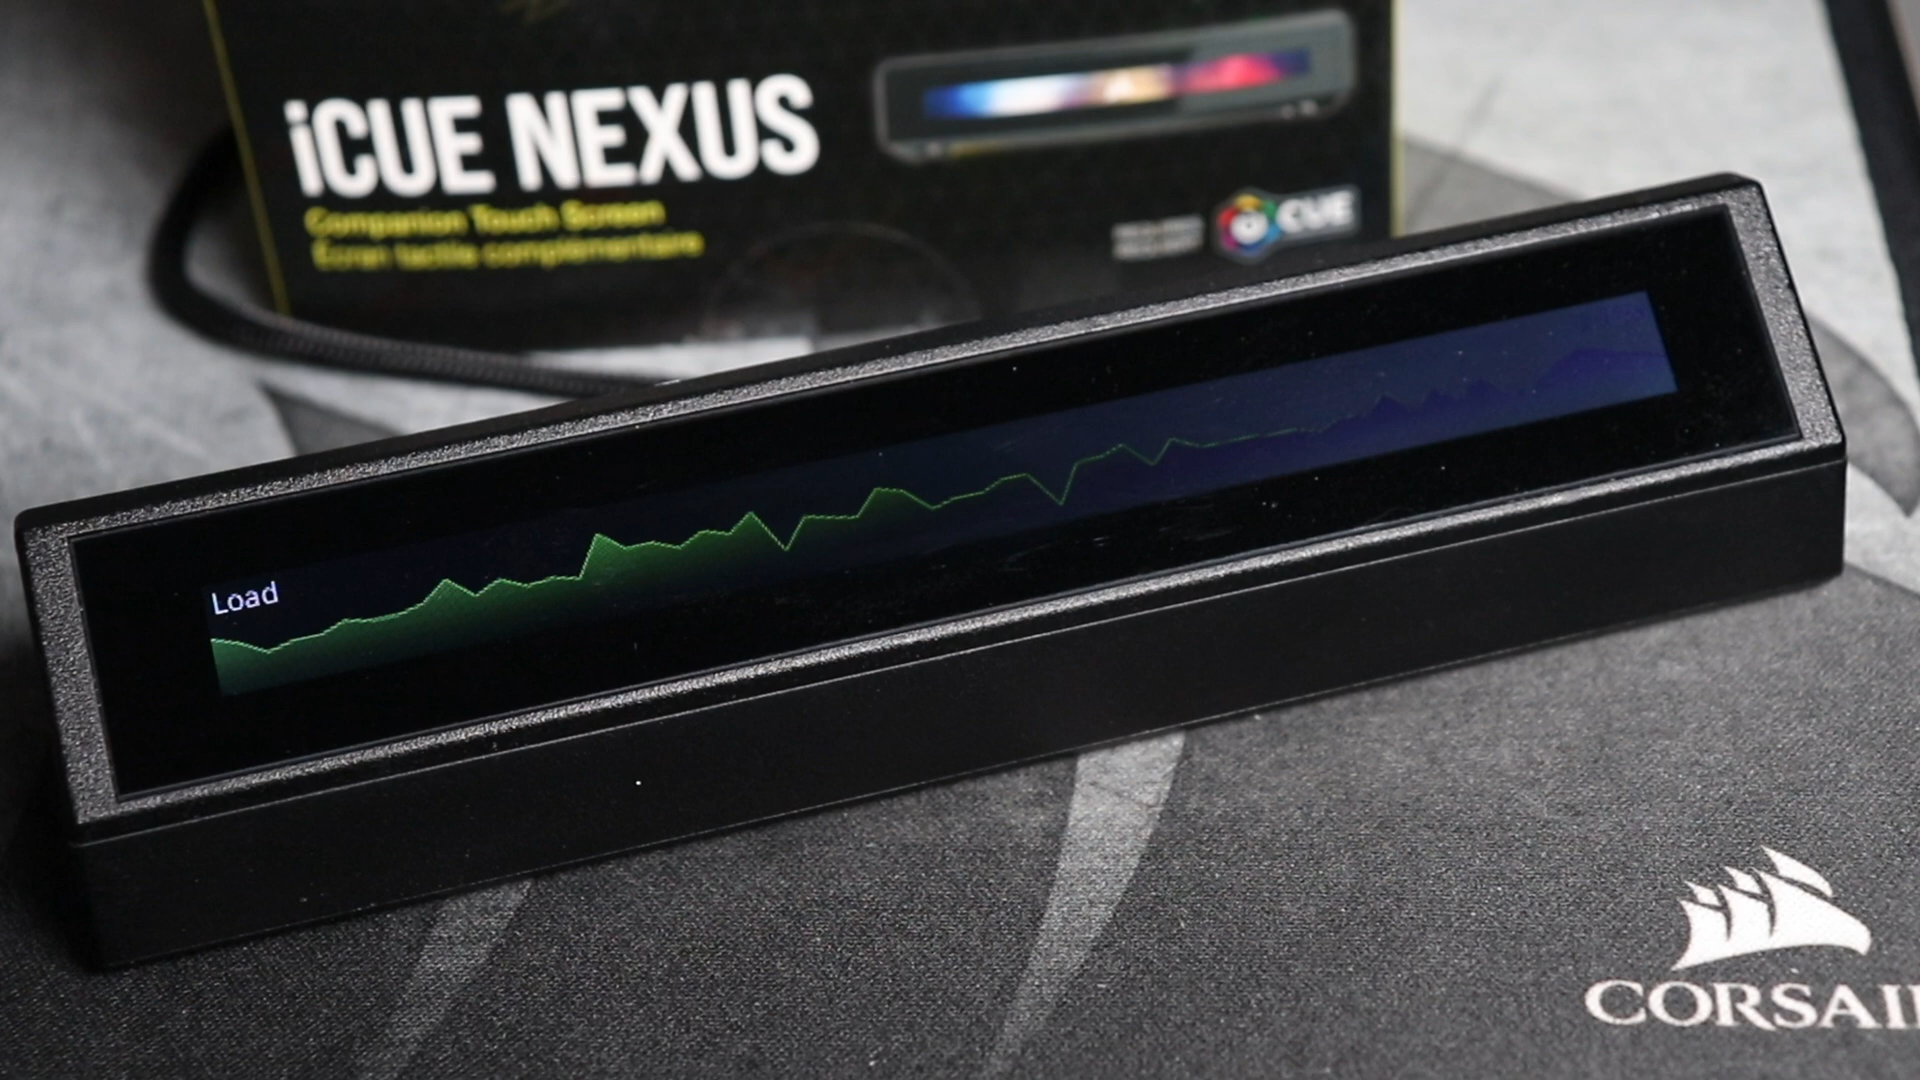 iCUE NEXUS
Companion Touch Screen
Écran tactile complémentaire
iCUE
Load
CORSAIR